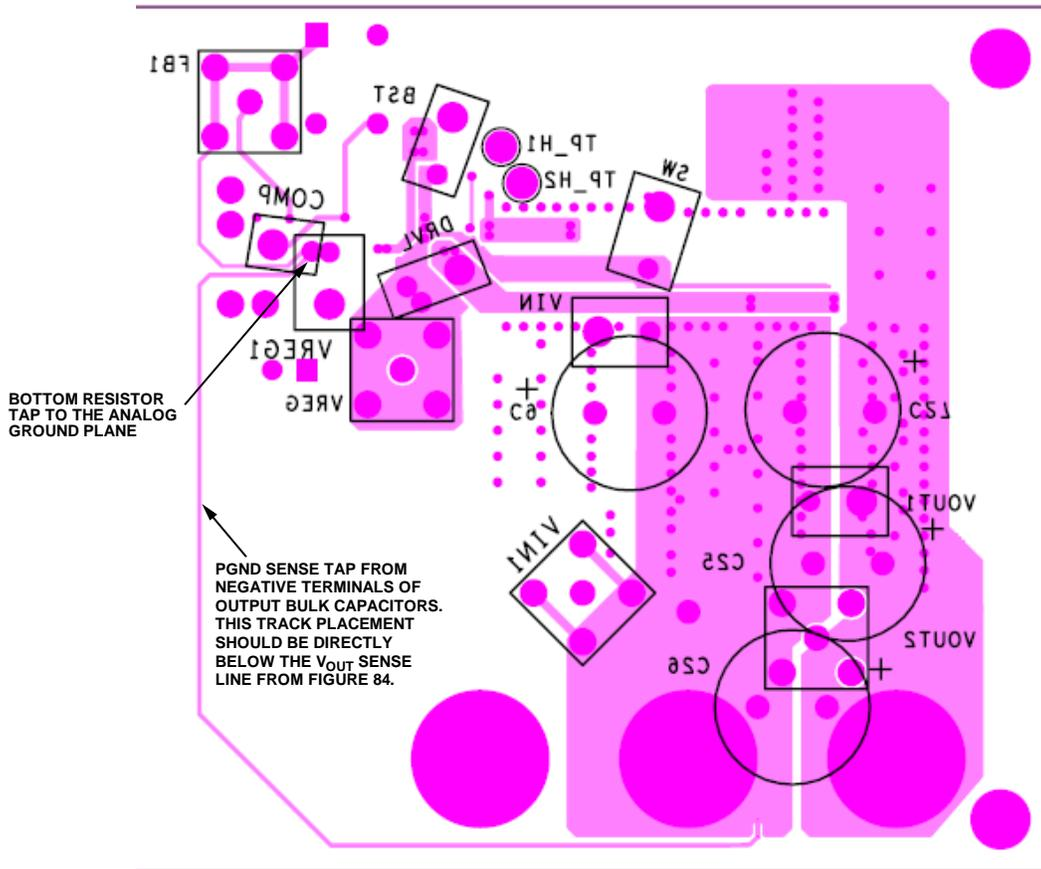 FB1
BST
TP_H1
TP_H2
SW
COMP
DRVL
VIN
VREG1
VREG
C6
C27
BOTTOM RESISTOR
TAP TO THE ANALOG
GROUND PLANE
VOUT1
VIN1
C25
PGND SENSE TAP FROM
NEGATIVE TERMINALS OF
OUTPUT BULK CAPACITORS.
THIS TRACK PLACEMENT
SHOULD BE DIRECTLY
BELOW THE VOUT SENSE
LINE FROM FIGURE 84.
VOUT2
C26